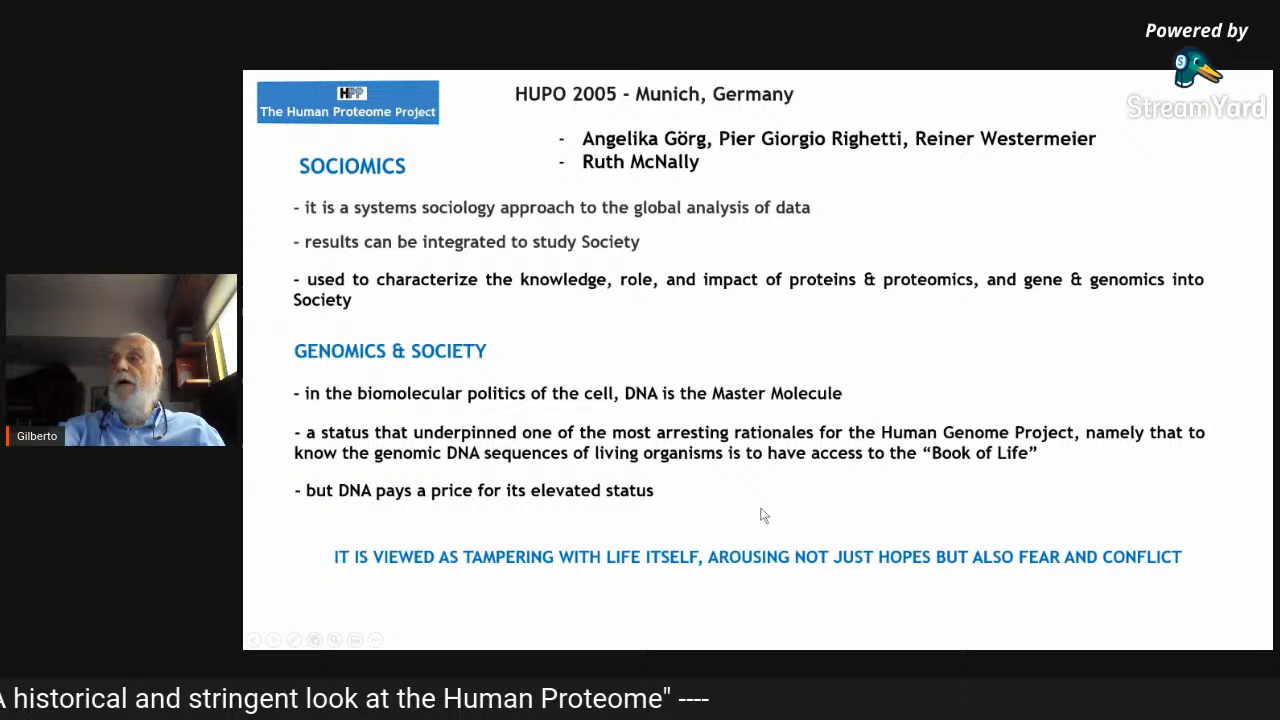 Powered by
StreamYard
HPP
The Human Proteome Project
HUPO 2005 - Munich, Germany
- Angelika Görg, Pier Giorgio Righetti, Reiner Westermeier
- Ruth McNally
SOCIOMICS
- it is a systems sociology approach to the global analysis of data
- results can be integrated to study Society
- used to characterize the knowledge, role, and impact of proteins & proteomics, and gene & genomics into
Society
GENOMICS & SOCIETY
- in the biomolecular politics of the cell, DNA is the Master Molecule
- a status that underpinned one of the most arresting rationales for the Human Genome Project, namely that to
know the genomic DNA sequences of living organisms is to have access to the “Book of Life”
- but DNA pays a price for its elevated status
IT IS VIEWED AS TAMPERING WITH LIFE ITSELF, AROUSING NOT JUST HOPES BUT ALSO FEAR AND CONFLICT
Gilberto
A historical and stringent look at the Human Proteome" ----